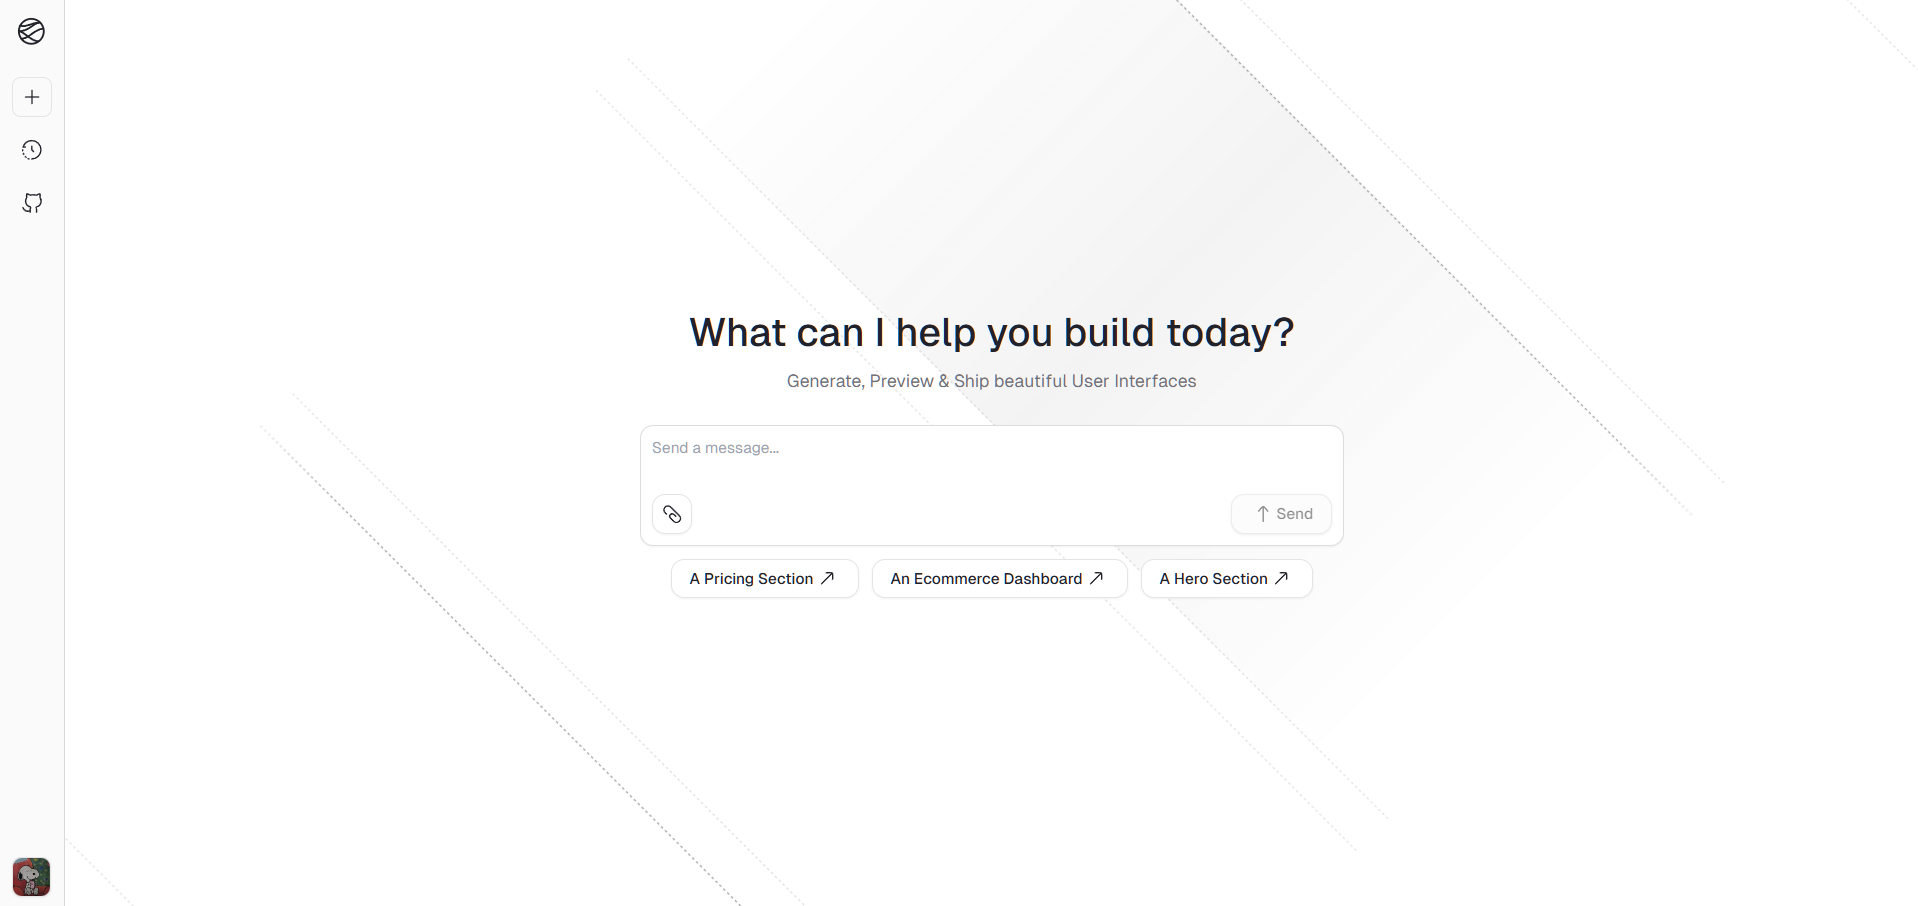 What can I help you build today?
Generate, Preview & Ship beautiful User Interfaces
Send a message...
Send
A Pricing Section
An Ecommerce Dashboard
A Hero Section